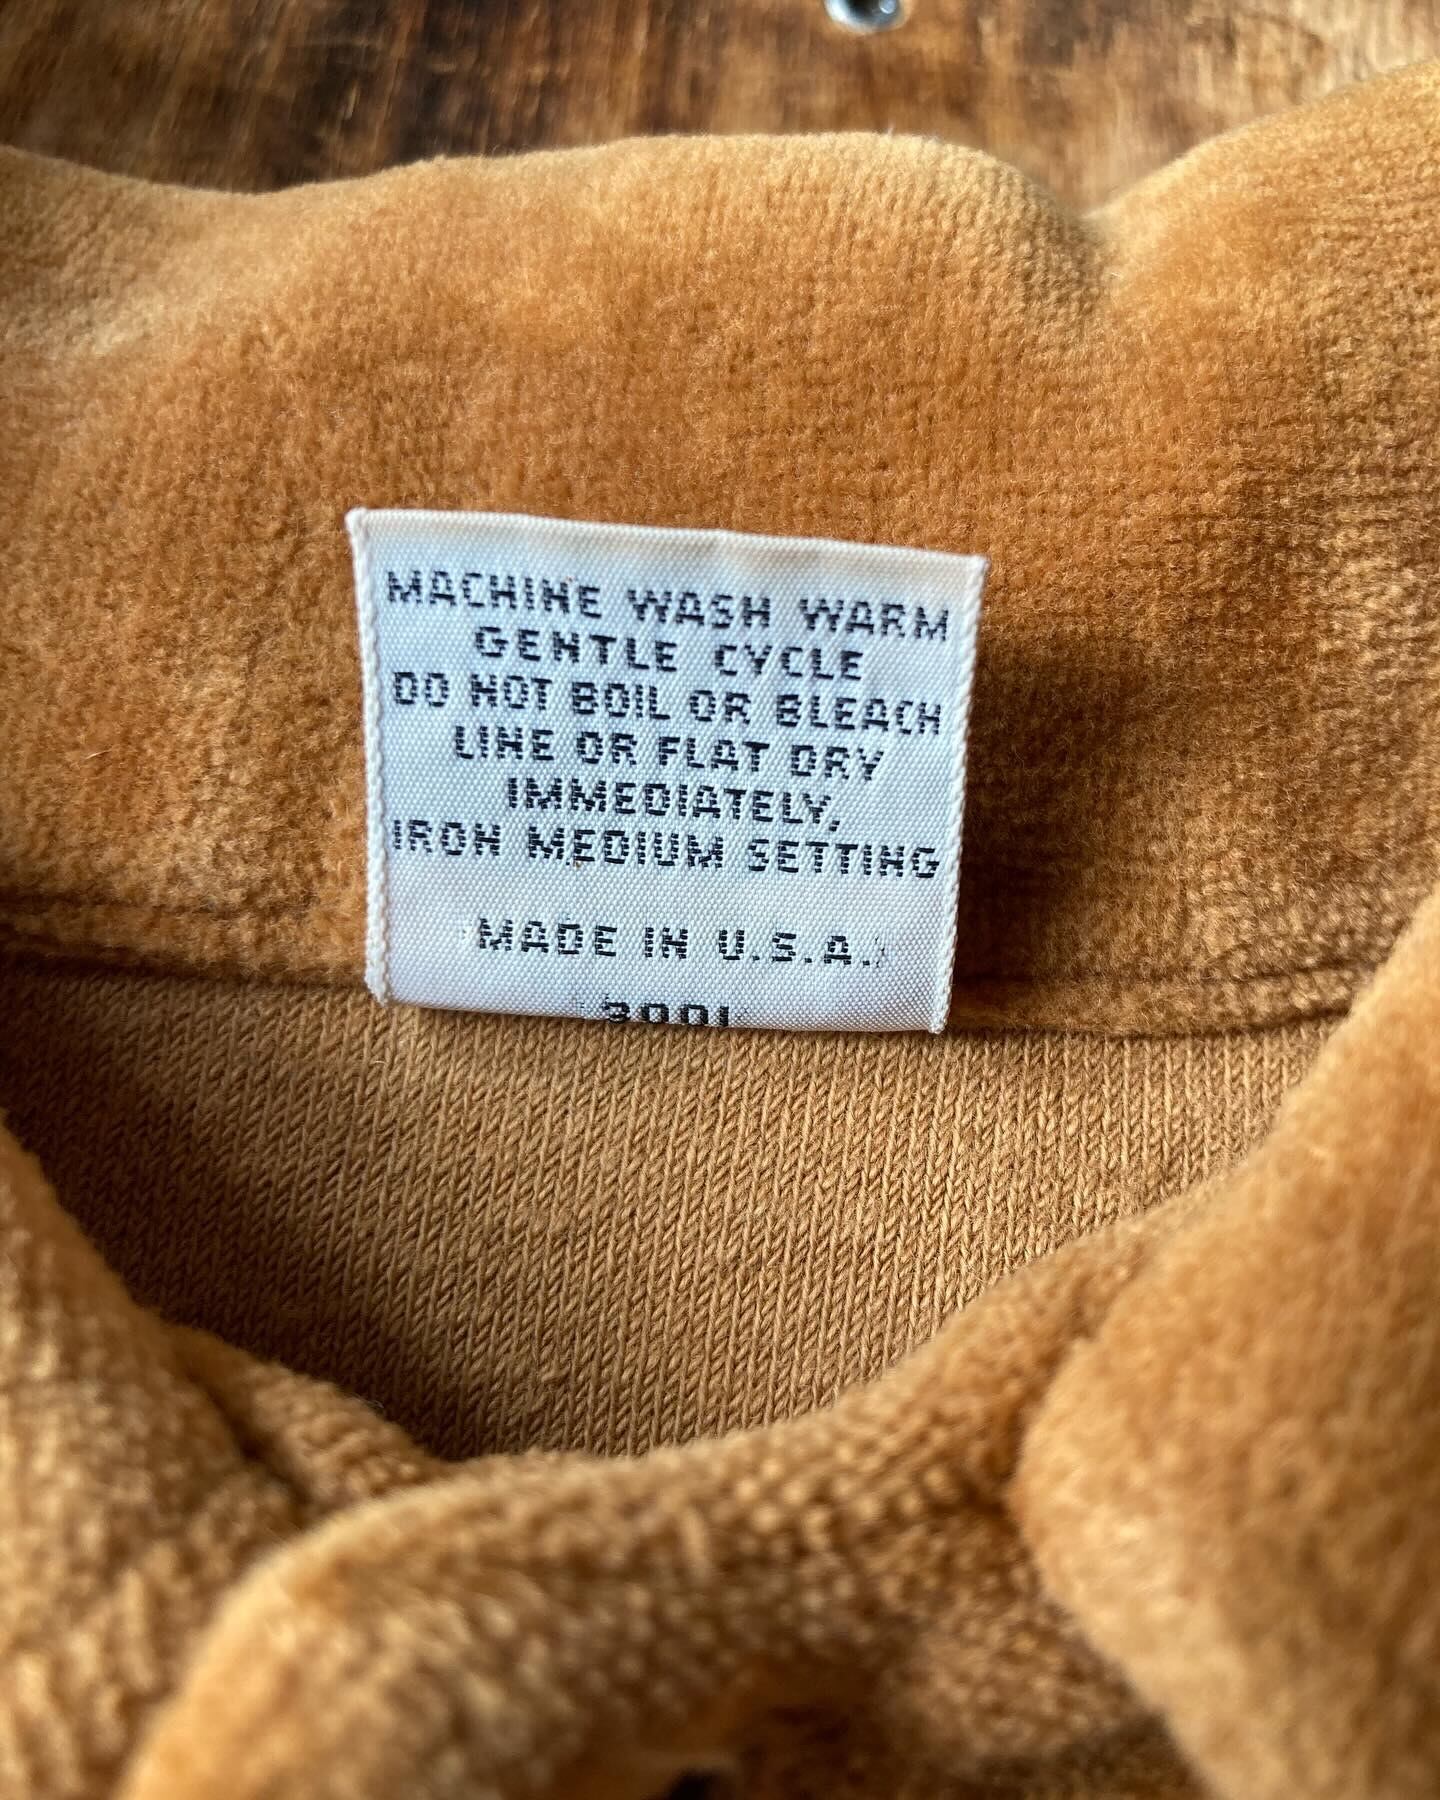 MACHINE WASH WARM
GENTLE CYCLE
DO NOT BOIL OR BLEACH
LINE OR FLAT DRY
IMMEDIATELY,
IRON MEDIUM SETTING
MADE IN U.S.A.